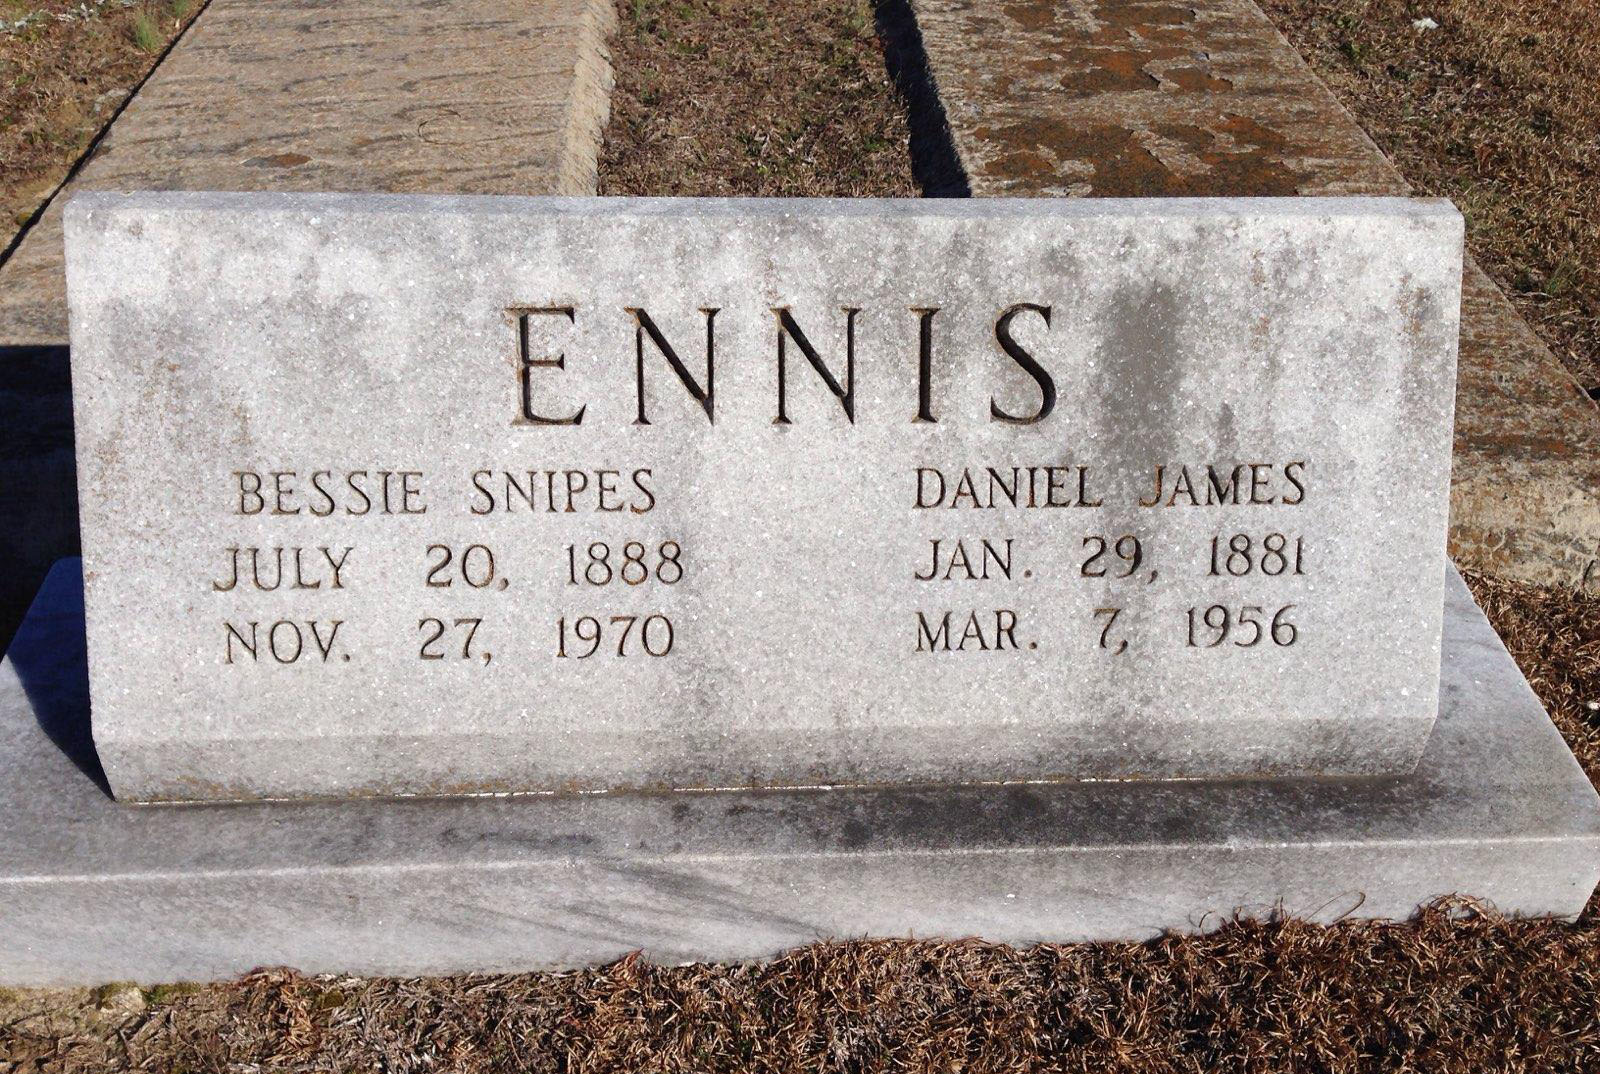 ENNIS
BESSIE SNIPES
JULY 20, 1888
NOV. 27, 1970
DANIEL JAMES
JAN. 29, 1881
MAR. 7, 1956